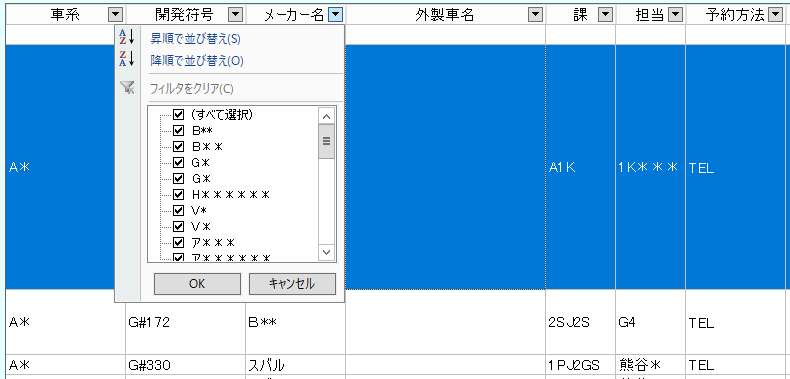 車系 開発符号 メーカー名 外製車名 課 担当 予約方法
昇順で並び替え(S)
降順で並び替え(O)
フィルタをクリア(C)
(すべて選択)
B**
B＊＊
G＊
G＊
H＊＊＊＊＊＊
V*
V＊
ア＊＊＊
ア＊＊＊＊＊＊
OK キャンセル
A＊ A1K 1K＊＊＊ TEL
A＊ G#172 B** 2SJ2S G4 TEL
A＊ G#330 スバル 1PJ2GS 熊谷＊ TEL